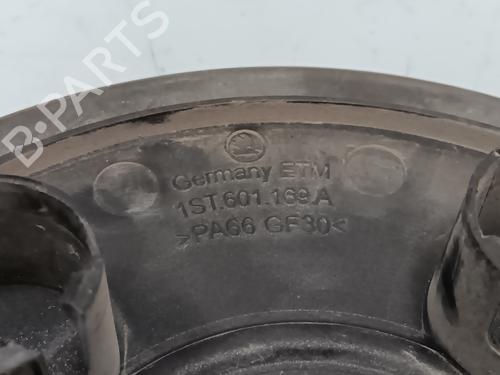 B-PARTS
Germany ETM
1ST.601.169.A
>PA66 GF30<